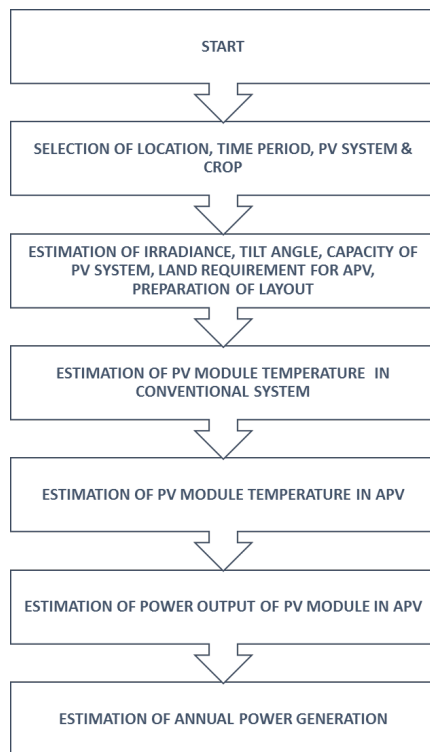 START
SELECTION OF LOCATION, TIME PERIOD, PV SYSTEM &
CROP
ESTIMATION OF IRRADIANCE, TILT ANGLE, CAPACITY OF
PV SYSTEM, LAND REQUIREMENT FOR APV,
PREPARATION OF LAYOUT
ESTIMATION OF PV MODULE TEMPERATURE IN
CONVENTIONAL SYSTEM
ESTIMATION OF PV MODULE TEMPERATURE IN APV
ESTIMATION OF POWER OUTPUT OF PV MODULE IN APV
ESTIMATION OF ANNUAL POWER GENERATION